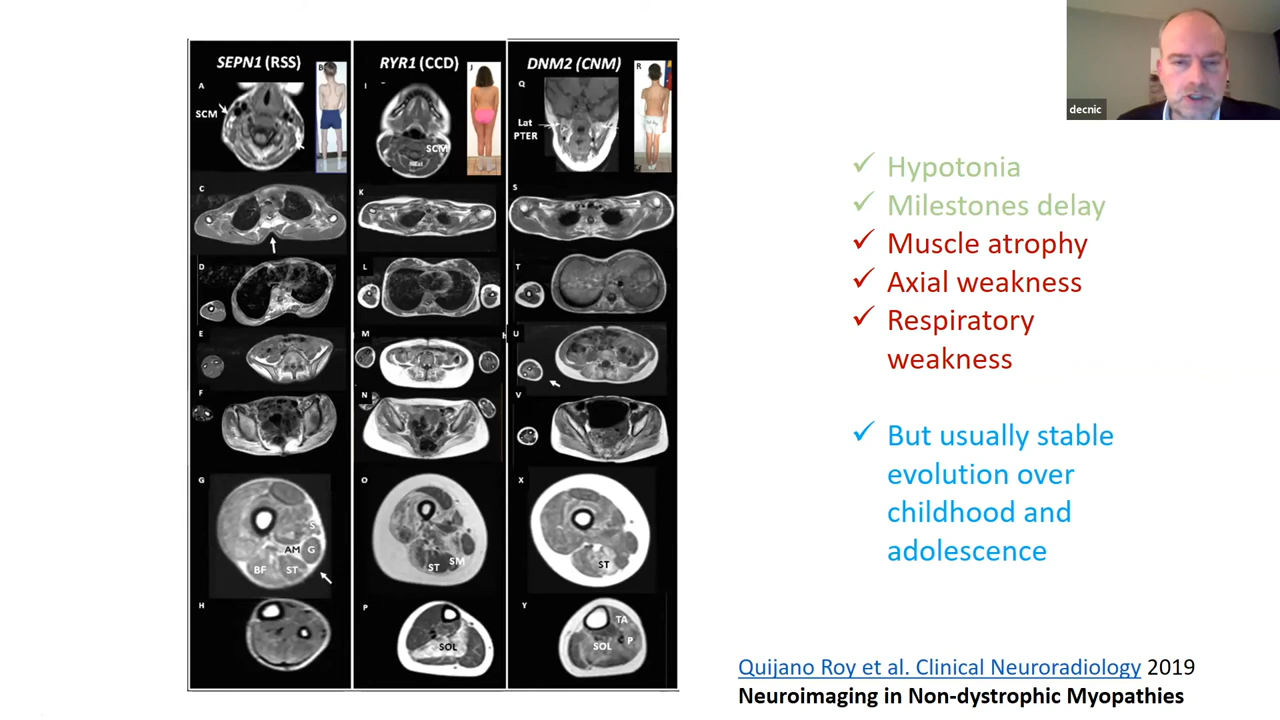 SEPN1 (RSS)
RYR1 (CCD)
DNM2 (CNM)
A
B
SCM
I
J
SCM
Q
R
Lat
PTER
C
K
S
D
L
T
E
M
U
F
N
V
G
S
AM
G
BF
ST
O
ST
SM
X
ST
H
P
SOL
Y
TA
P
SOL
decnic
✓ Hypotonia
✓ Milestones delay
✓ Muscle atrophy
✓ Axial weakness
✓ Respiratory
weakness
✓ But usually stable
evolution over
childhood and
adolescence
Quijano Roy et al. Clinical Neuroradiology 2019
Neuroimaging in Non-dystrophic Myopathies